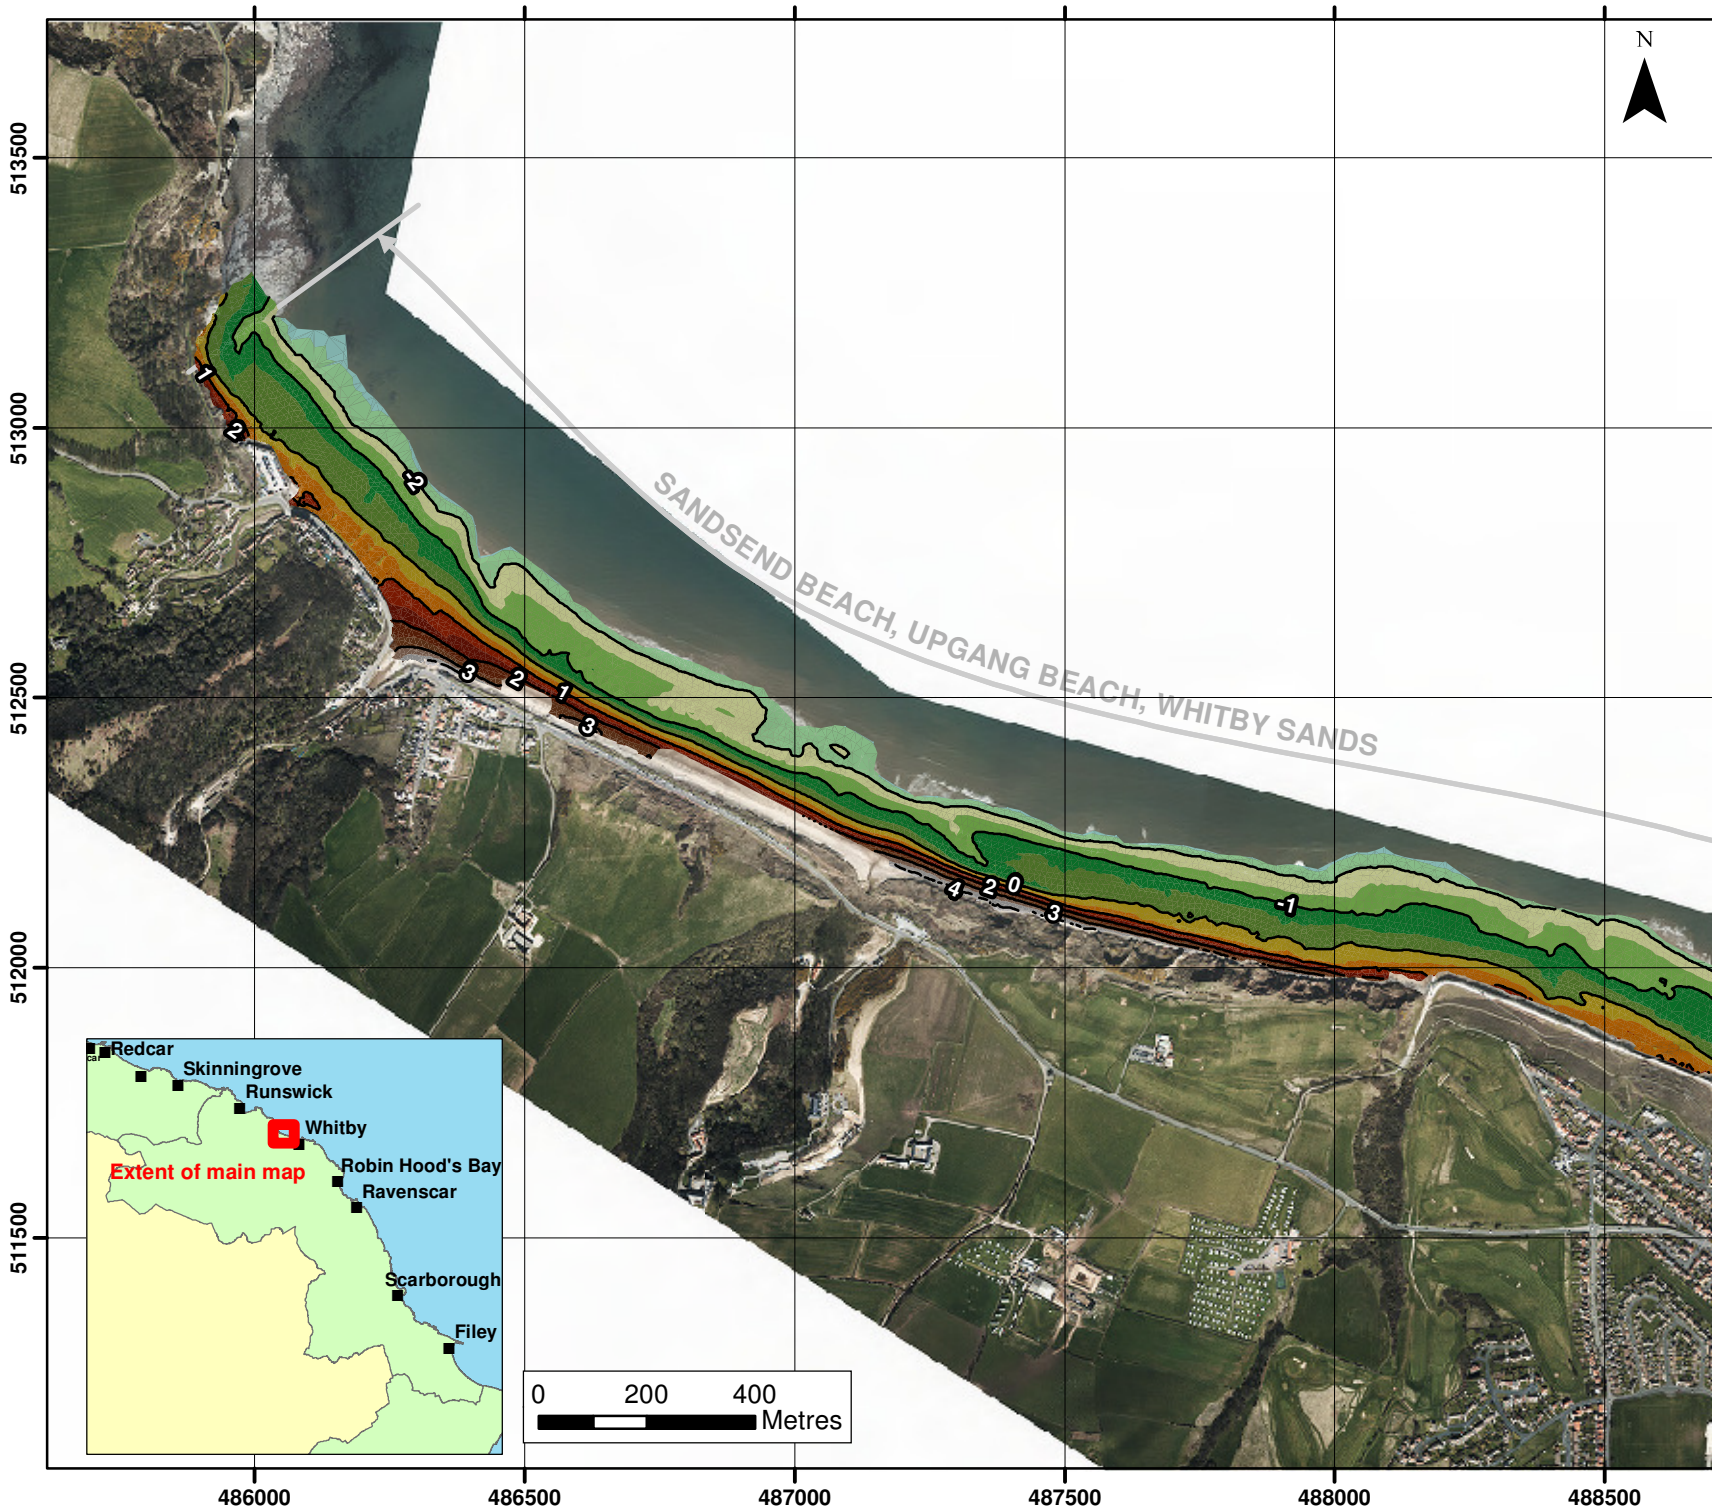 N
513500
513000
512500
512000
511500
1
2
-2
SANDSEND BEACH, UPGANG BEACH, WHITBY SANDS
3
2
1
3
4
2
0
3
-1
Redcar
car
Skinningrove
Runswick
Whitby
Extent of main map
Robin Hood's Bay
Ravenscar
Scarborough
Filey
0 200 400
Metres
486000 486500 487000 487500 488000 488500